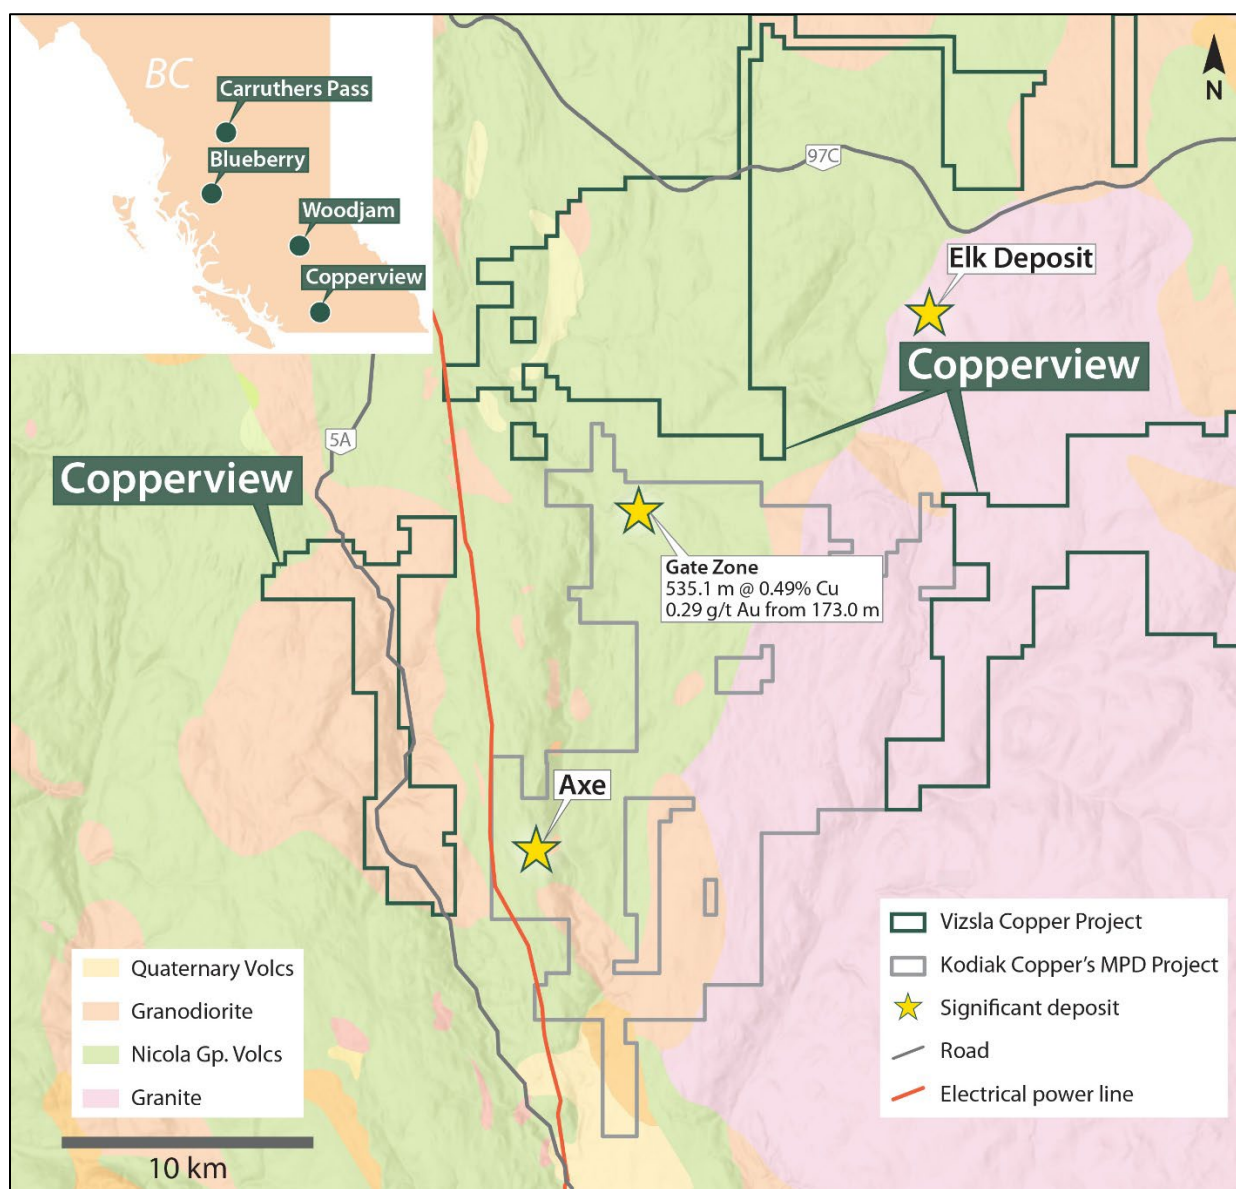 BC
Carruthers Pass
Blueberry
Woodjam
Copperview
N
97C
Elk Deposit
Copperview
5A
Copperview
Gate Zone
535.1 m @ 0.49% Cu
0.29 g/t Au from 173.0 m
Axe
Quaternary Volcs
Granodiorite
Nicola Gp. Volcs
Granite
10 km
Vizsla Copper Project
Kodiak Copper's MPD Project
Significant deposit
Road
Electrical power line